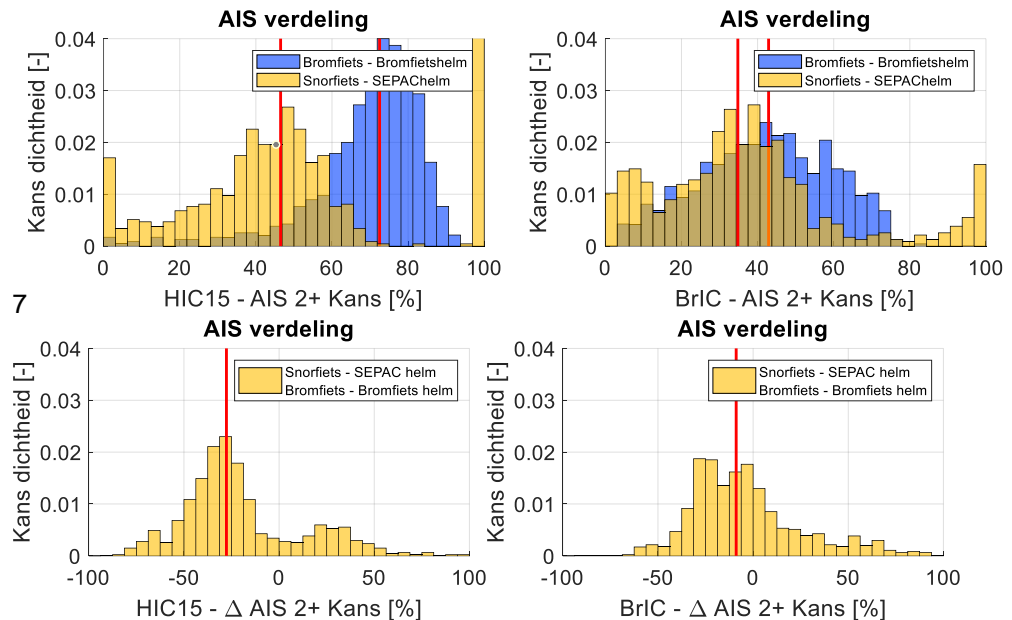 AIS verdeling
Kans dichtheid [-]
0.04
0.03
0.02
0.01
0
Bromfiets - Bromfietshelm
Snorfiets - SEPAChelm
0 20 40 60 80 100
HIC15 - AIS 2+ Kans [%]
AIS verdeling
Kans dichtheid [-]
0.04
0.03
0.02
0.01
0
Bromfiets - Bromfietshelm
Snorfiets - SEPAChelm
0 20 40 60 80 100
BrIC - AIS 2+ Kans [%]
7
AIS verdeling
Kans dichtheid [-]
0.04
0.03
0.02
0.01
0
Snorfiets - SEPAC helm
Bromfiets - Bromfiets helm
-100 -50 0 50 100
HIC15 - Δ AIS 2+ Kans [%]
AIS verdeling
Kans dichtheid [-]
0.04
0.03
0.02
0.01
0
Snorfiets - SEPAC helm
Bromfiets - Bromfiets helm
-100 -50 0 50 100
BrIC - Δ AIS 2+ Kans [%]